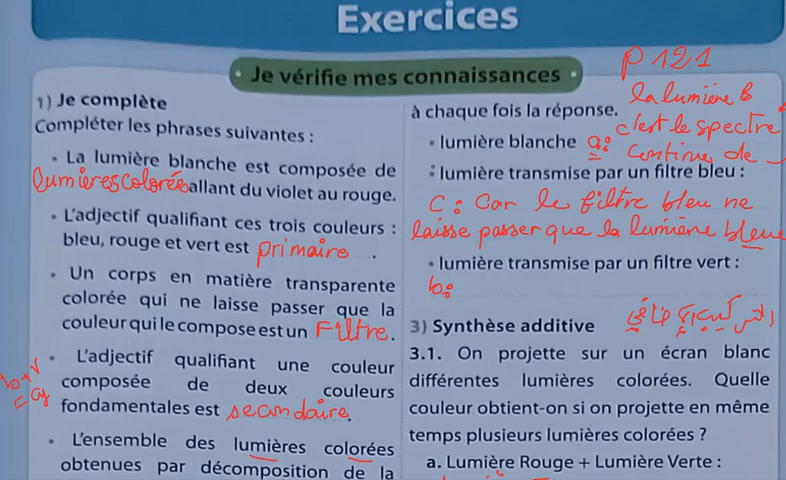 Exercices
Je vérifie mes connaissances
P 121
1) Je complète
Compléter les phrases suivantes :
• La lumière blanche est composée de
lumières colorées allant du violet au rouge.
• L'adjectif qualifiant ces trois couleurs :
bleu, rouge et vert est primaire .
• Un corps en matière transparente
colorée qui ne laisse passer que la
couleur qui le compose est un Filtre.
b+v
= cy
• L'adjectif qualifiant une couleur
composée de deux couleurs
fondamentales est secondaire.
• L'ensemble des lumières colorées
obtenues par décomposition de la
à chaque fois la réponse.
la lumière B
• lumière blanche a:
c'est le spectre
continu de
• lumière transmise par un filtre bleu :
C: Car le filtre bleu ne
laisse passer que la lumière bleue
• lumière transmise par un filtre vert :
b:
3) Synthèse additive
3.1. On projette sur un écran blanc
différentes lumières colorées. Quelle
couleur obtient-on si on projette en même
temps plusieurs lumières colorées ?
a. Lumière Rouge + Lumière Verte :